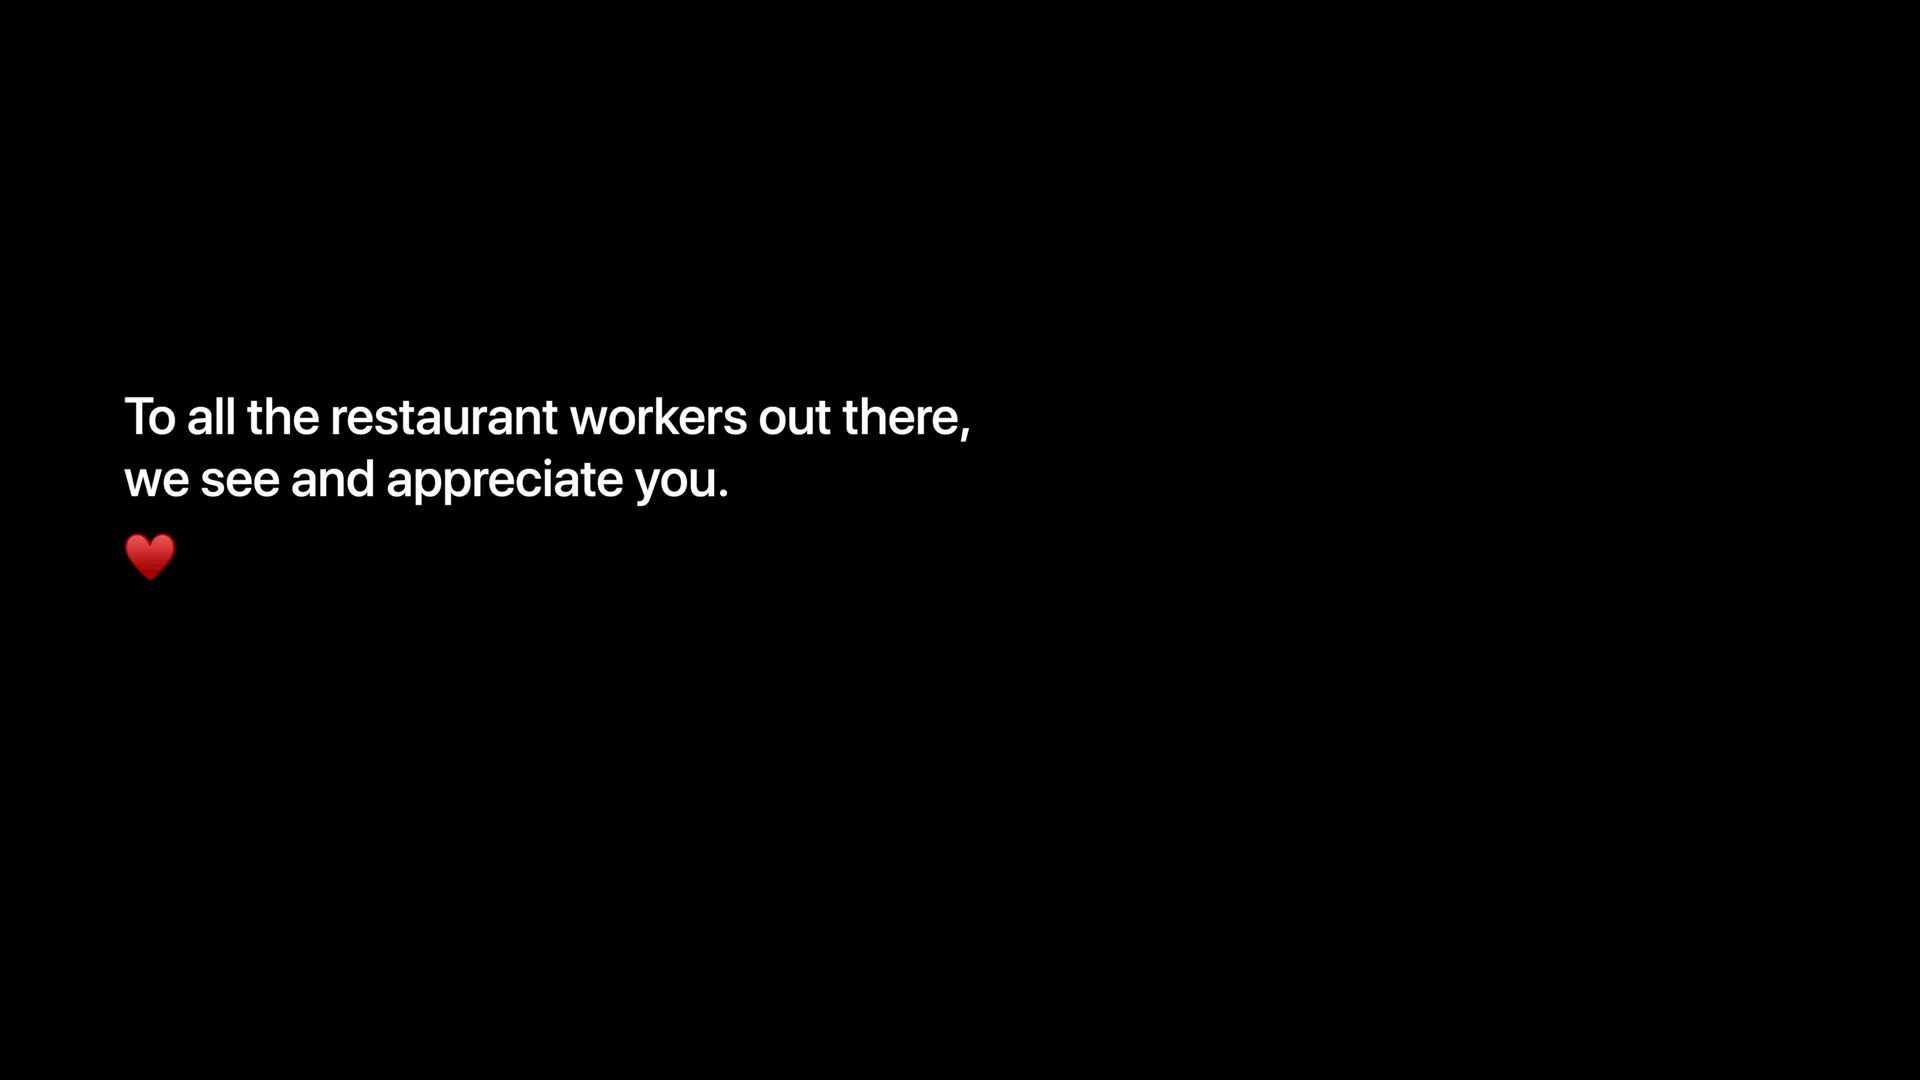 To all the restaurant workers out there,
we see and appreciate you.
♥️